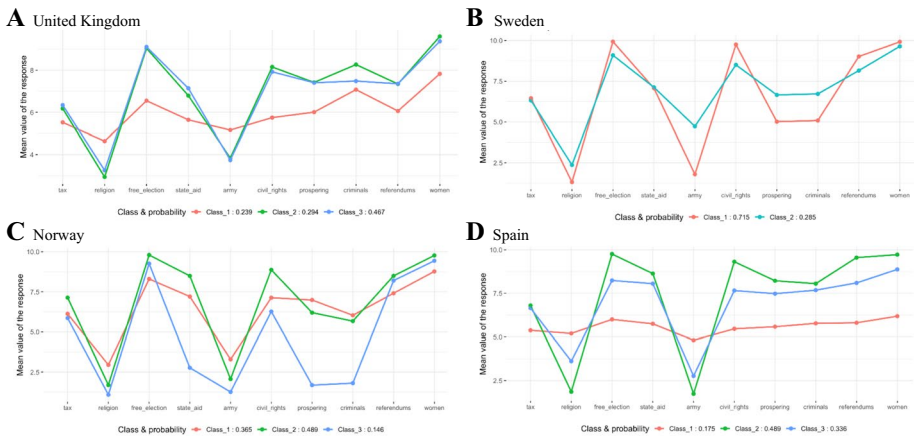 A United Kingdom
Mean value of the response
8
6
4
tax religion free_election state_aid army civil_rights prospering criminals referendums women
Class & probability Class_1 : 0.239 Class_2 : 0.294 Class_3 : 0.467
B Sweden
Mean value of the response
10.0
7.5
5.0
2.5
tax religion free_election state_aid army civil_rights prospering criminals referendums women
Class & probability Class_1 : 0.715 Class_2 : 0.285
C Norway
Mean value of the response
10.0
7.5
5.0
2.5
tax religion free_election state_aid army civil_rights prospering criminals referendums women
Class & probability Class_1 : 0.365 Class_2 : 0.489 Class_3 : 0.146
D Spain
Mean value of the response
10.0
7.5
5.0
2.5
tax religion free_election state_aid army civil_rights prospering criminals referendums women
Class & probability Class_1 : 0.175 Class_2 : 0.489 Class_3 : 0.336